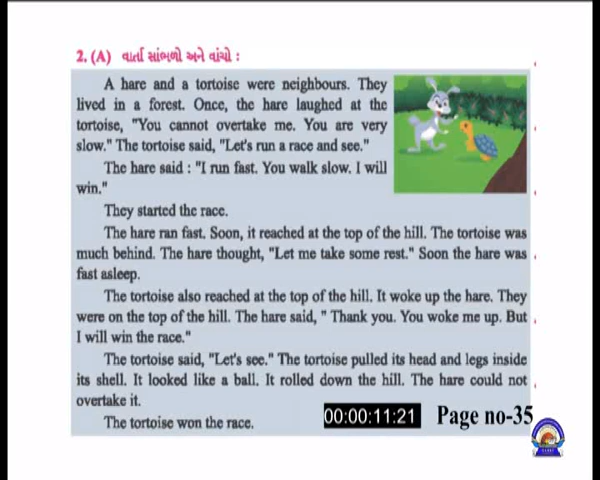 2. (A) વાર્તા સાંભળો અને વાંચો :
A hare and a tortoise were neighbours. They
lived in a forest. Once, the hare laughed at the
tortoise, "You cannot overtake me. You are very
slow." The tortoise said, "Let's run a race and see."
The hare said : "I run fast. You walk slow. I will
win."
They started the race.
The hare ran fast. Soon, it reached at the top of the hill. The tortoise was
much behind. The hare thought, "Let me take some rest." Soon the hare was
fast asleep.
The tortoise also reached at the top of the hill. It woke up the hare. They
were on the top of the hill. The hare said, " Thank you. You woke me up. But
I will win the race."
The tortoise said, "Let's see." The tortoise pulled its head and legs inside
its shell. It looked like a ball. It rolled down the hill. The hare could not
overtake it.
The tortoise won the race.
00:00:11:21 Page no-35